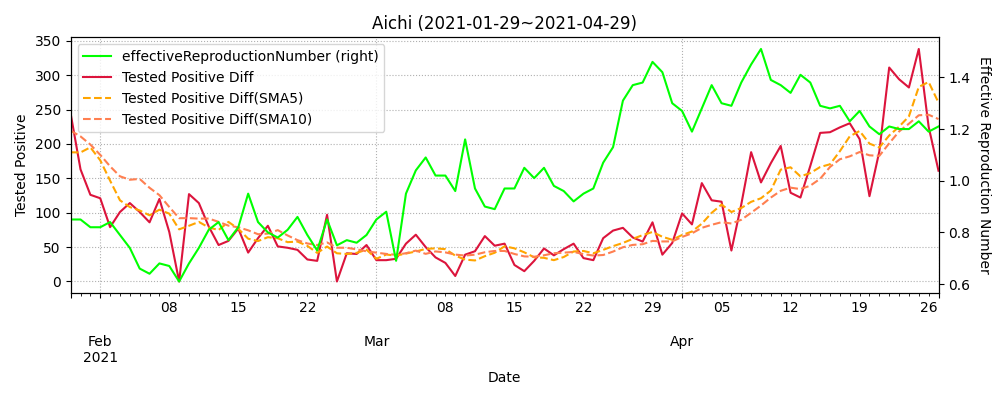 Aichi (2021-01-29~2021-04-29)
effectiveReproductionNumber (right)
Tested Positive Diff
Tested Positive Diff(SMA5)
Tested Positive Diff(SMA10)
Tested Positive
350
300
250
200
150
100
50
0
Effective Reproduction Number
1.4
1.2
1.0
0.8
0.6
08 15 22 08 15 22 29 05 12 19 26
Feb Mar Apr
2021
Date